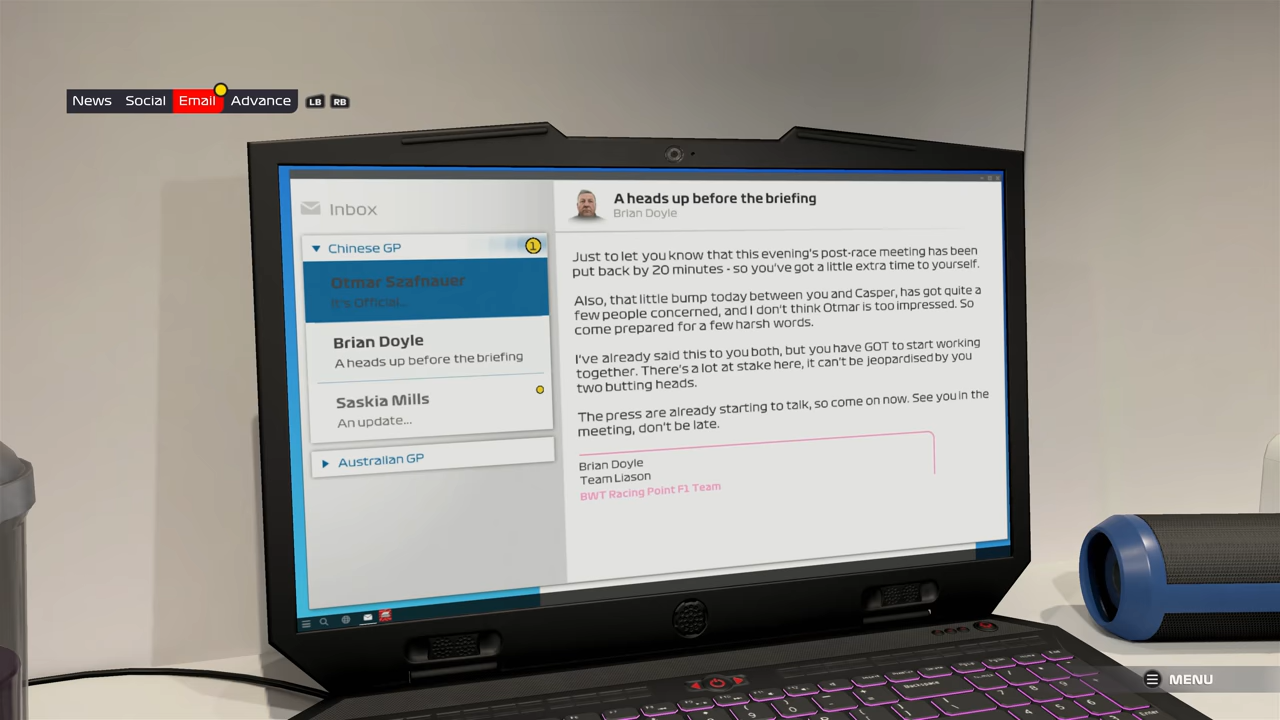 News Social Email Advance LB RB
Inbox
Chinese GP 1
Otmar Szafnauer
It's Official...
Brian Doyle
A heads up before the briefing
Saskia Mills
An update...
Australian GP
A heads up before the briefing
Brian Doyle
Just to let you know that this evening's post-race meeting has been
put back by 20 minutes - so you've got a little extra time to yourself.
Also, that little bump today between you and Casper, has got quite a
few people concerned, and I don't think Otmar is too impressed. So
come prepared for a few harsh words.
I've already said this to you both, but you have GOT to start working
together. There's a lot at stake here, it can't be jeopardised by you
two butting heads.
The press are already starting to talk, so come on now. See you in the
meeting, don't be late.
Brian Doyle
Team Liason
BWT Racing Point F1 Team
MENU